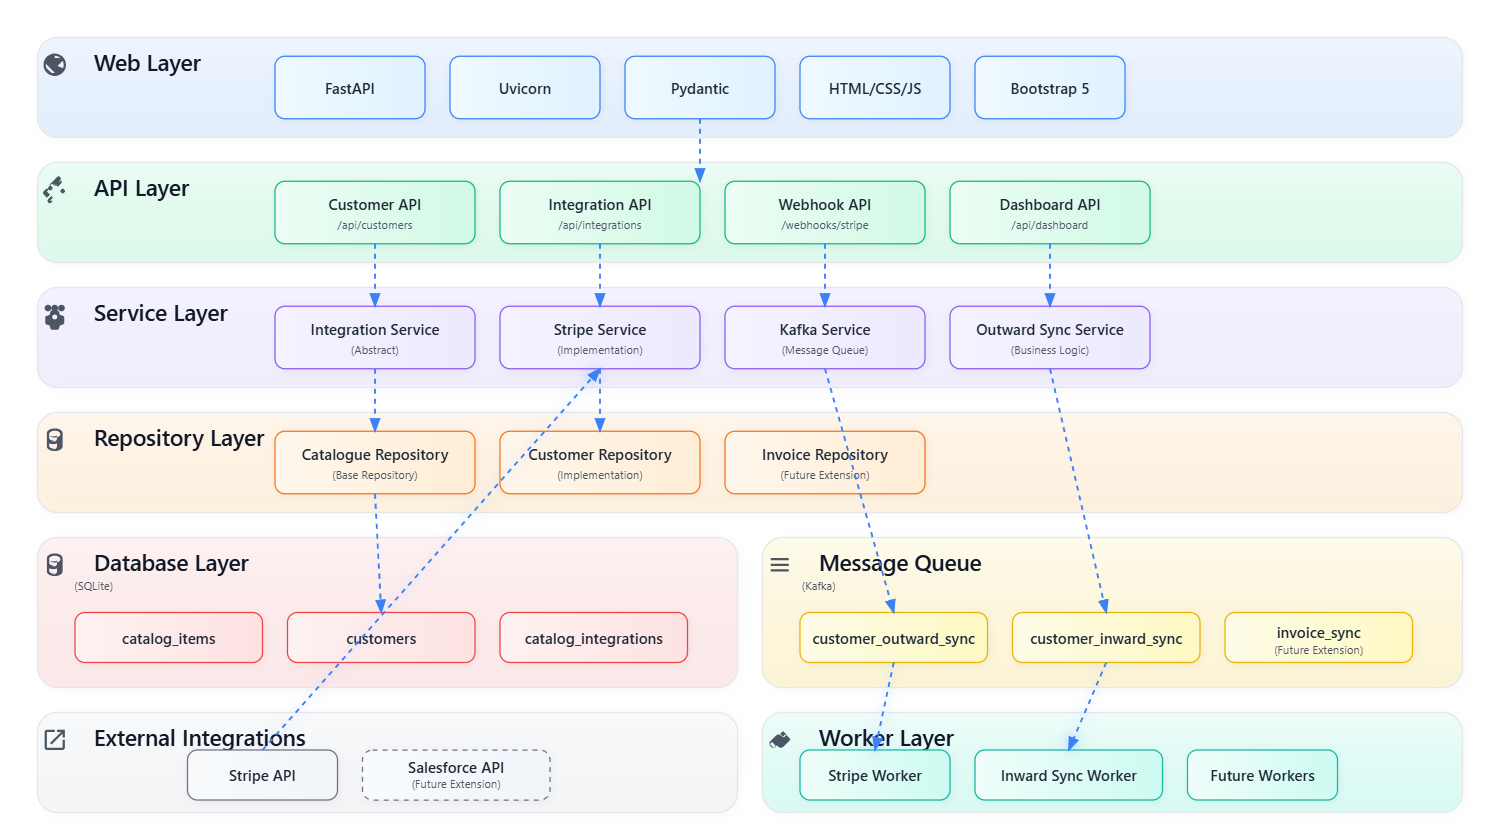 Web Layer
FastAPI
Uvicorn
Pydantic
HTML/CSS/JS
Bootstrap 5
API Layer
Customer API
/api/customers
Integration API
/api/integrations
Webhook API
/webhooks/stripe
Dashboard API
/api/dashboard
Service Layer
Integration Service
(Abstract)
Stripe Service
(Implementation)
Kafka Service
(Message Queue)
Outward Sync Service
(Business Logic)
Repository Layer
Catalogue Repository
(Base Repository)
Customer Repository
(Implementation)
Invoice Repository
(Future Extension)
Database Layer
(SQLite)
catalog_items
customers
catalog_integrations
Message Queue
(Kafka)
customer_outward_sync
customer_inward_sync
invoice_sync
(Future Extension)
External Integrations
Stripe API
Salesforce API
(Future Extension)
Worker Layer
Stripe Worker
Inward Sync Worker
Future Workers